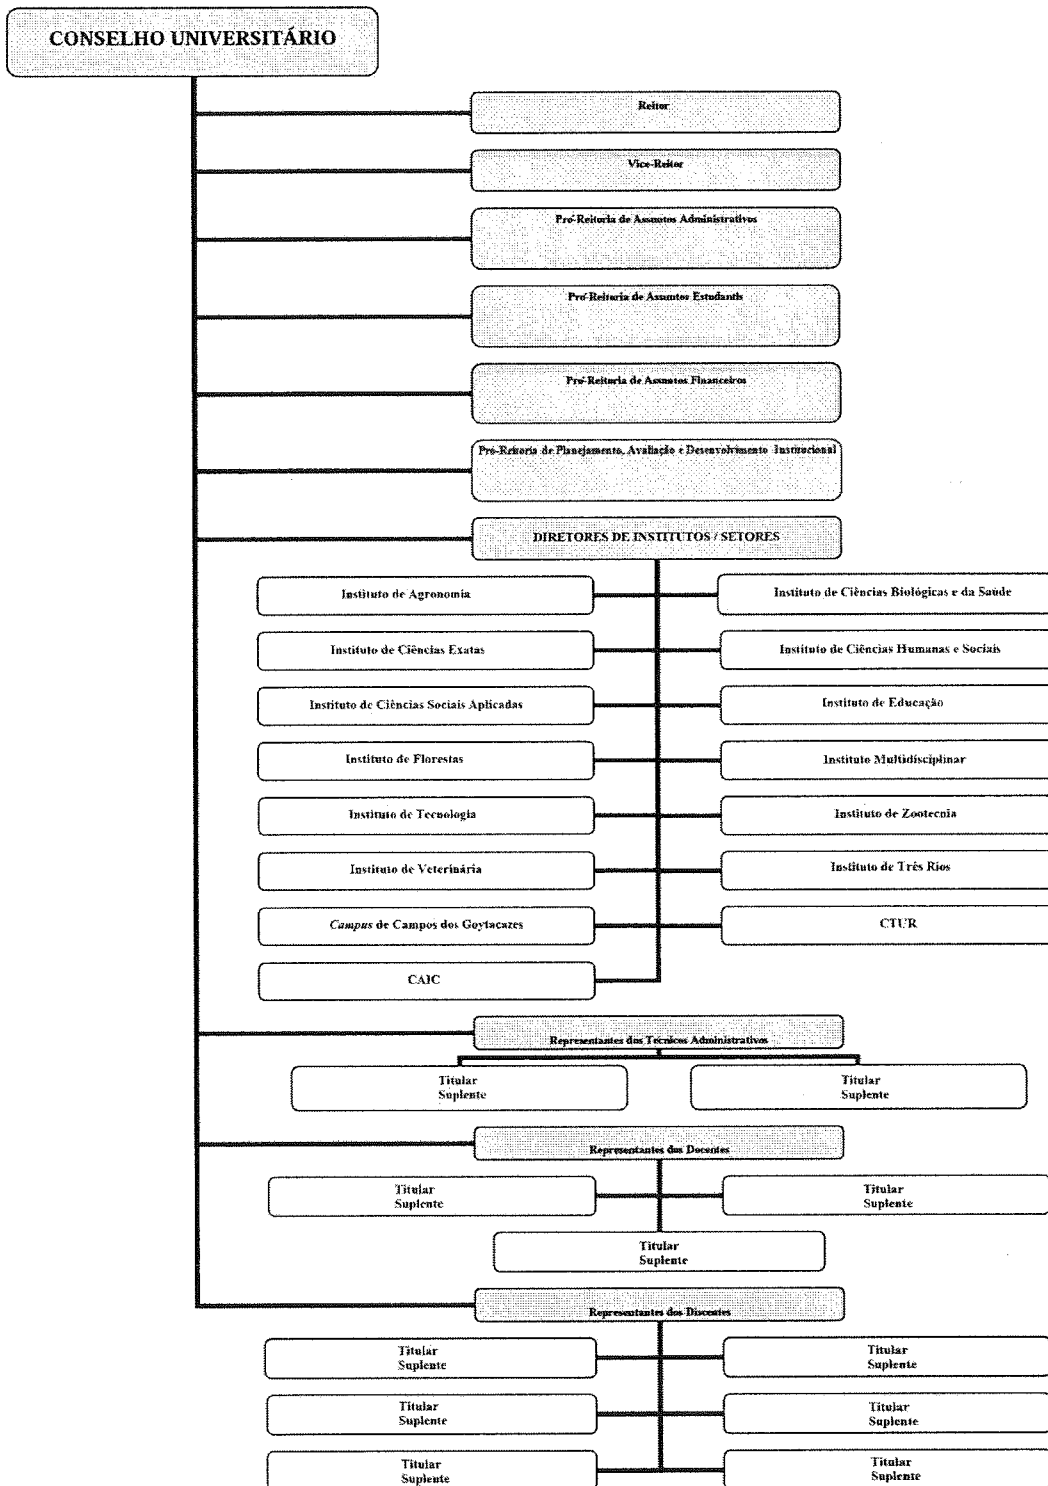 CONSELHO UNIVERSITÁRIO
Reitor
Vice-Reitor
Pró-Reitoria de Assuntos Administrativos
Pró-Reitoria de Assuntos Estudantis
Pró-Reitoria de Assuntos Financeiros
Pró-Reitoria de Planejamento, Avaliação e Desenvolvimento Institucional
DIRETORES DE INSTITUTOS / SETORES
Instituto de Agronomia
Instituto de Ciências Biológicas e da Saúde
Instituto de Ciências Exatas
Instituto de Ciências Humanas e Sociais
Instituto de Ciências Sociais Aplicadas
Instituto de Educação
Instituto de Florestas
Instituto Multidisciplinar
Instituto de Tecnologia
Instituto de Zootecnia
Instituto de Veterinária
Instituto de Três Rios
Campus de Campos dos Goytacazes
CTUR
CAIC
Representantes dos Técnicos Administrativos
Titular
Suplente
Titular
Suplente
Representantes dos Docentes
Titular
Suplente
Titular
Suplente
Titular
Suplente
Representantes dos Discentes
Titular
Suplente
Titular
Suplente
Titular
Suplente
Titular
Suplente
Titular
Suplente
Titular
Suplente